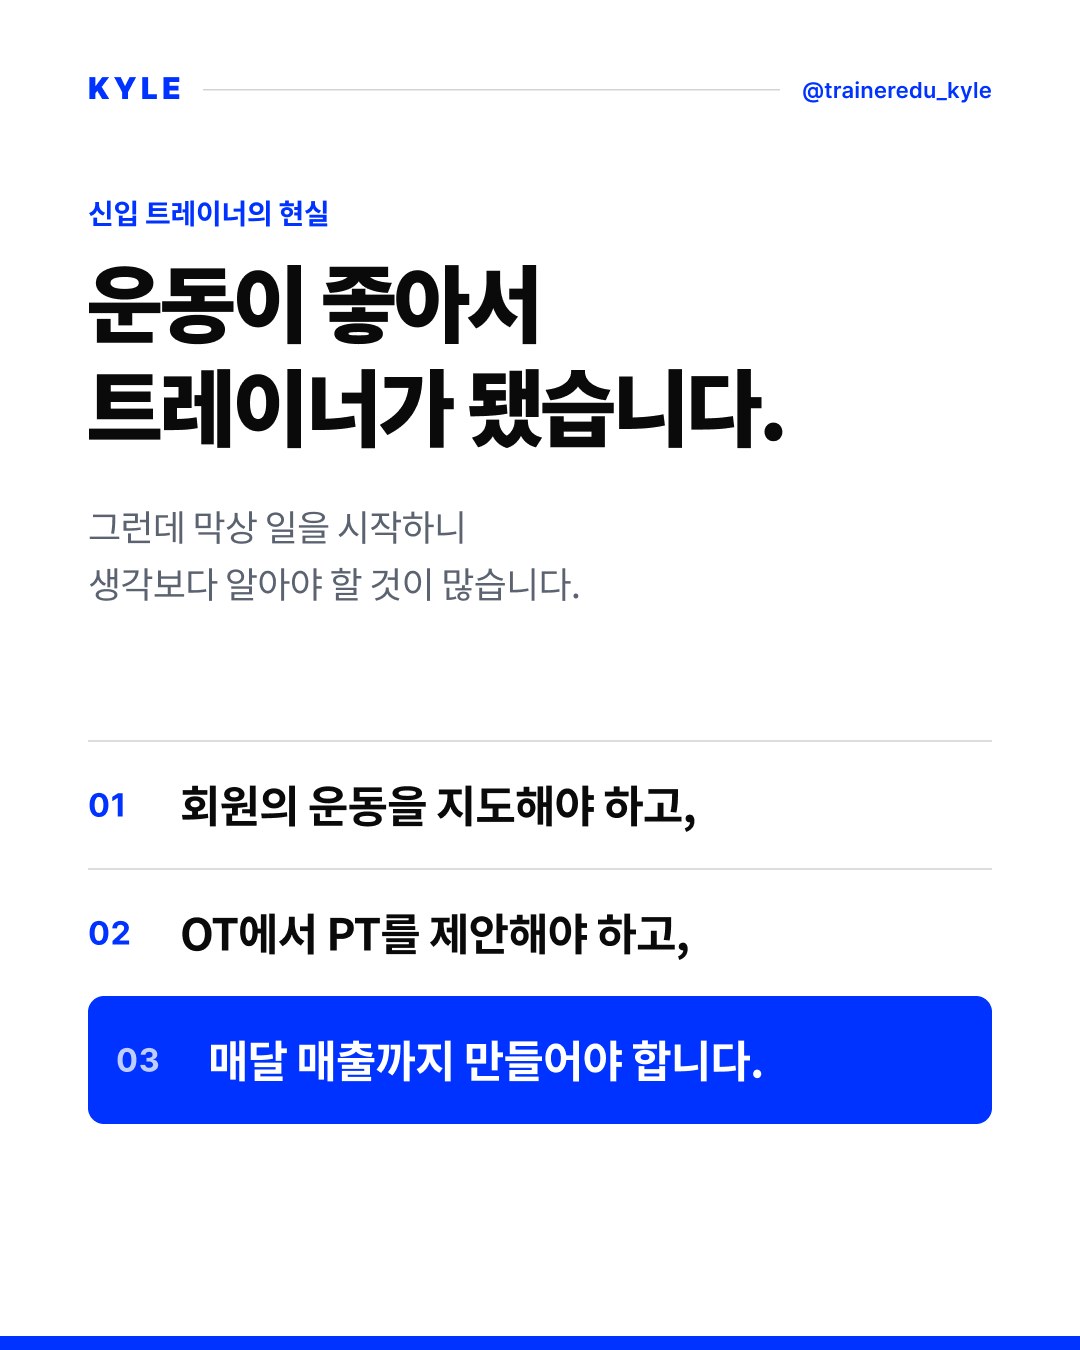 KYLE
@traineredu_kyle
신입 트레이너의 현실
운동이 좋아서
트레이너가 됐습니다.
그런데 막상 일을 시작하니
생각보다 알아야 할 것이 많습니다.
01 회원의 운동을 지도해야 하고,
02 OT에서 PT를 제안해야 하고,
03 매달 매출까지 만들어야 합니다.